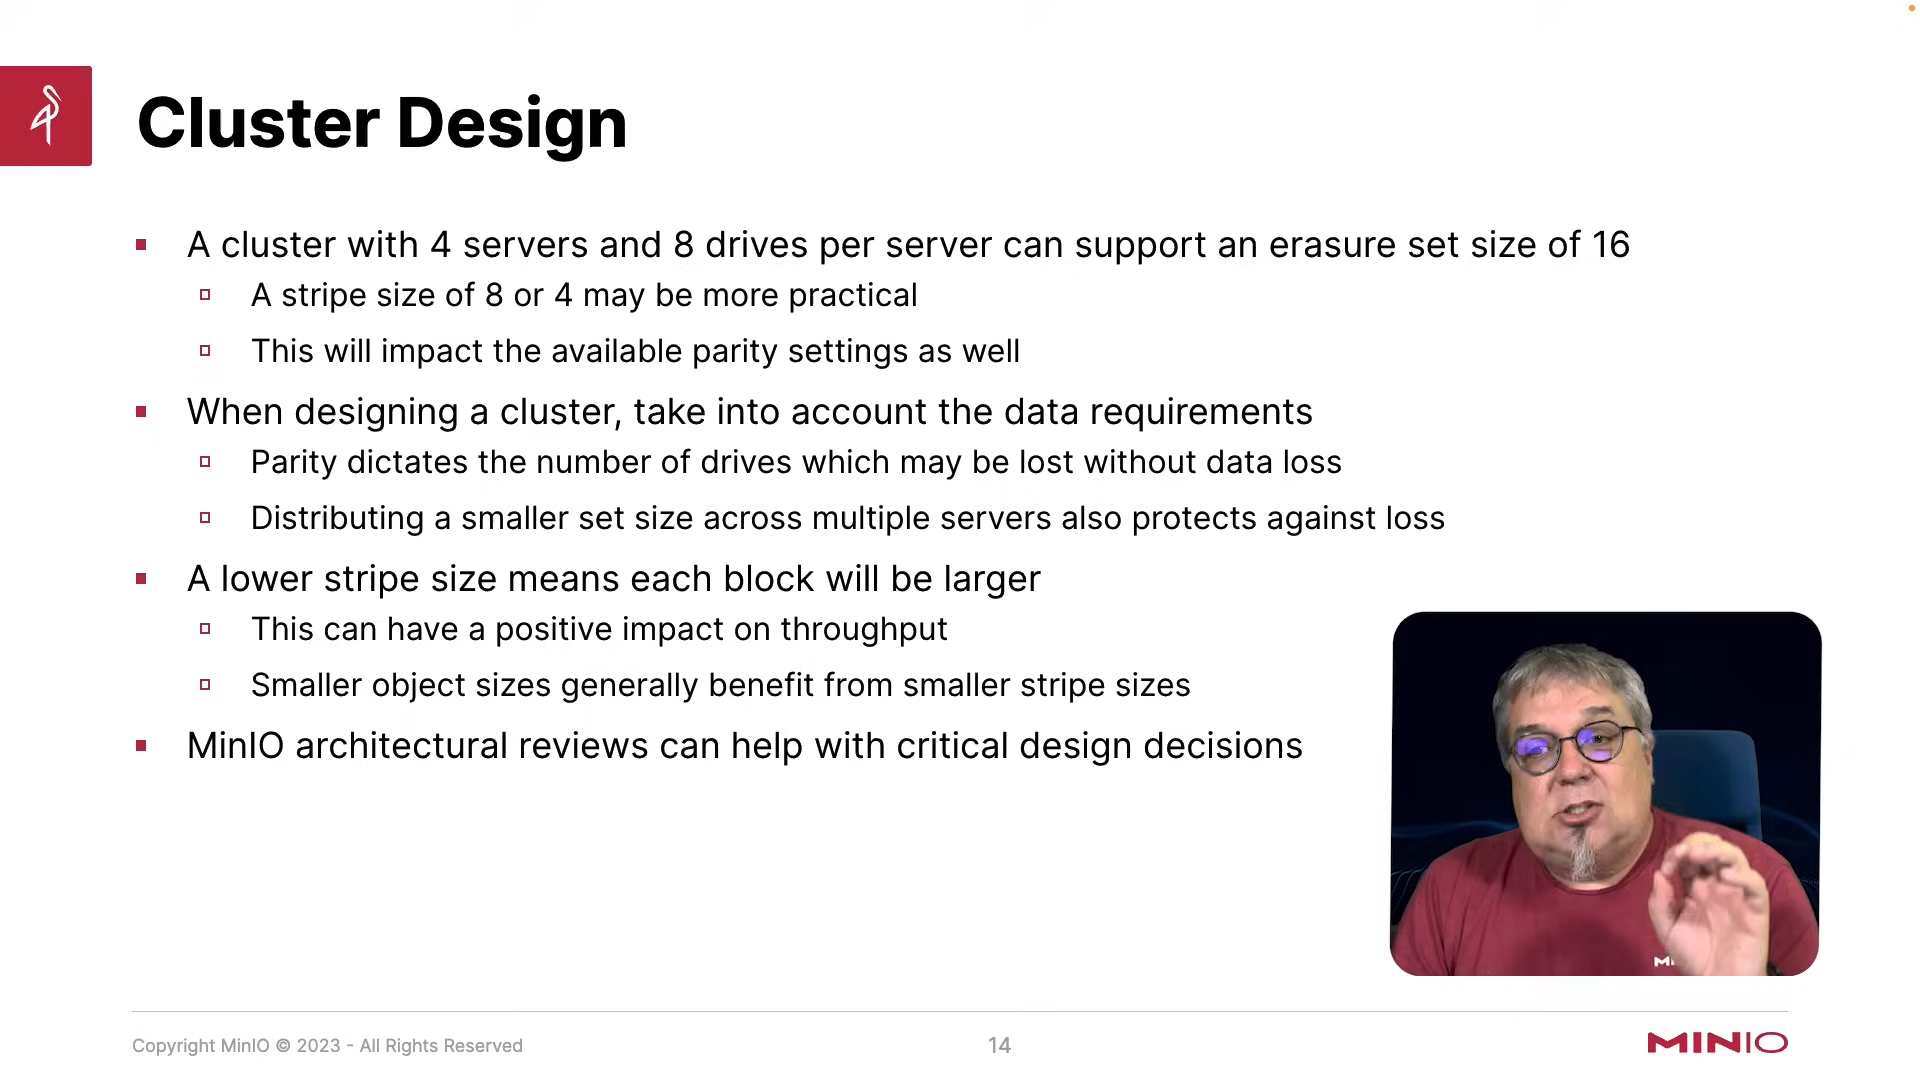 Cluster Design
A cluster with 4 servers and 8 drives per server can support an erasure set size of 16
A stripe size of 8 or 4 may be more practical
This will impact the available parity settings as well
When designing a cluster, take into account the data requirements
Parity dictates the number of drives which may be lost without data loss
Distributing a smaller set size across multiple servers also protects against loss
A lower stripe size means each block will be larger
This can have a positive impact on throughput
Smaller object sizes generally benefit from smaller stripe sizes
MinIO architectural reviews can help with critical design decisions
Copyright MinIO © 2023 - All Rights Reserved
14
MINIO